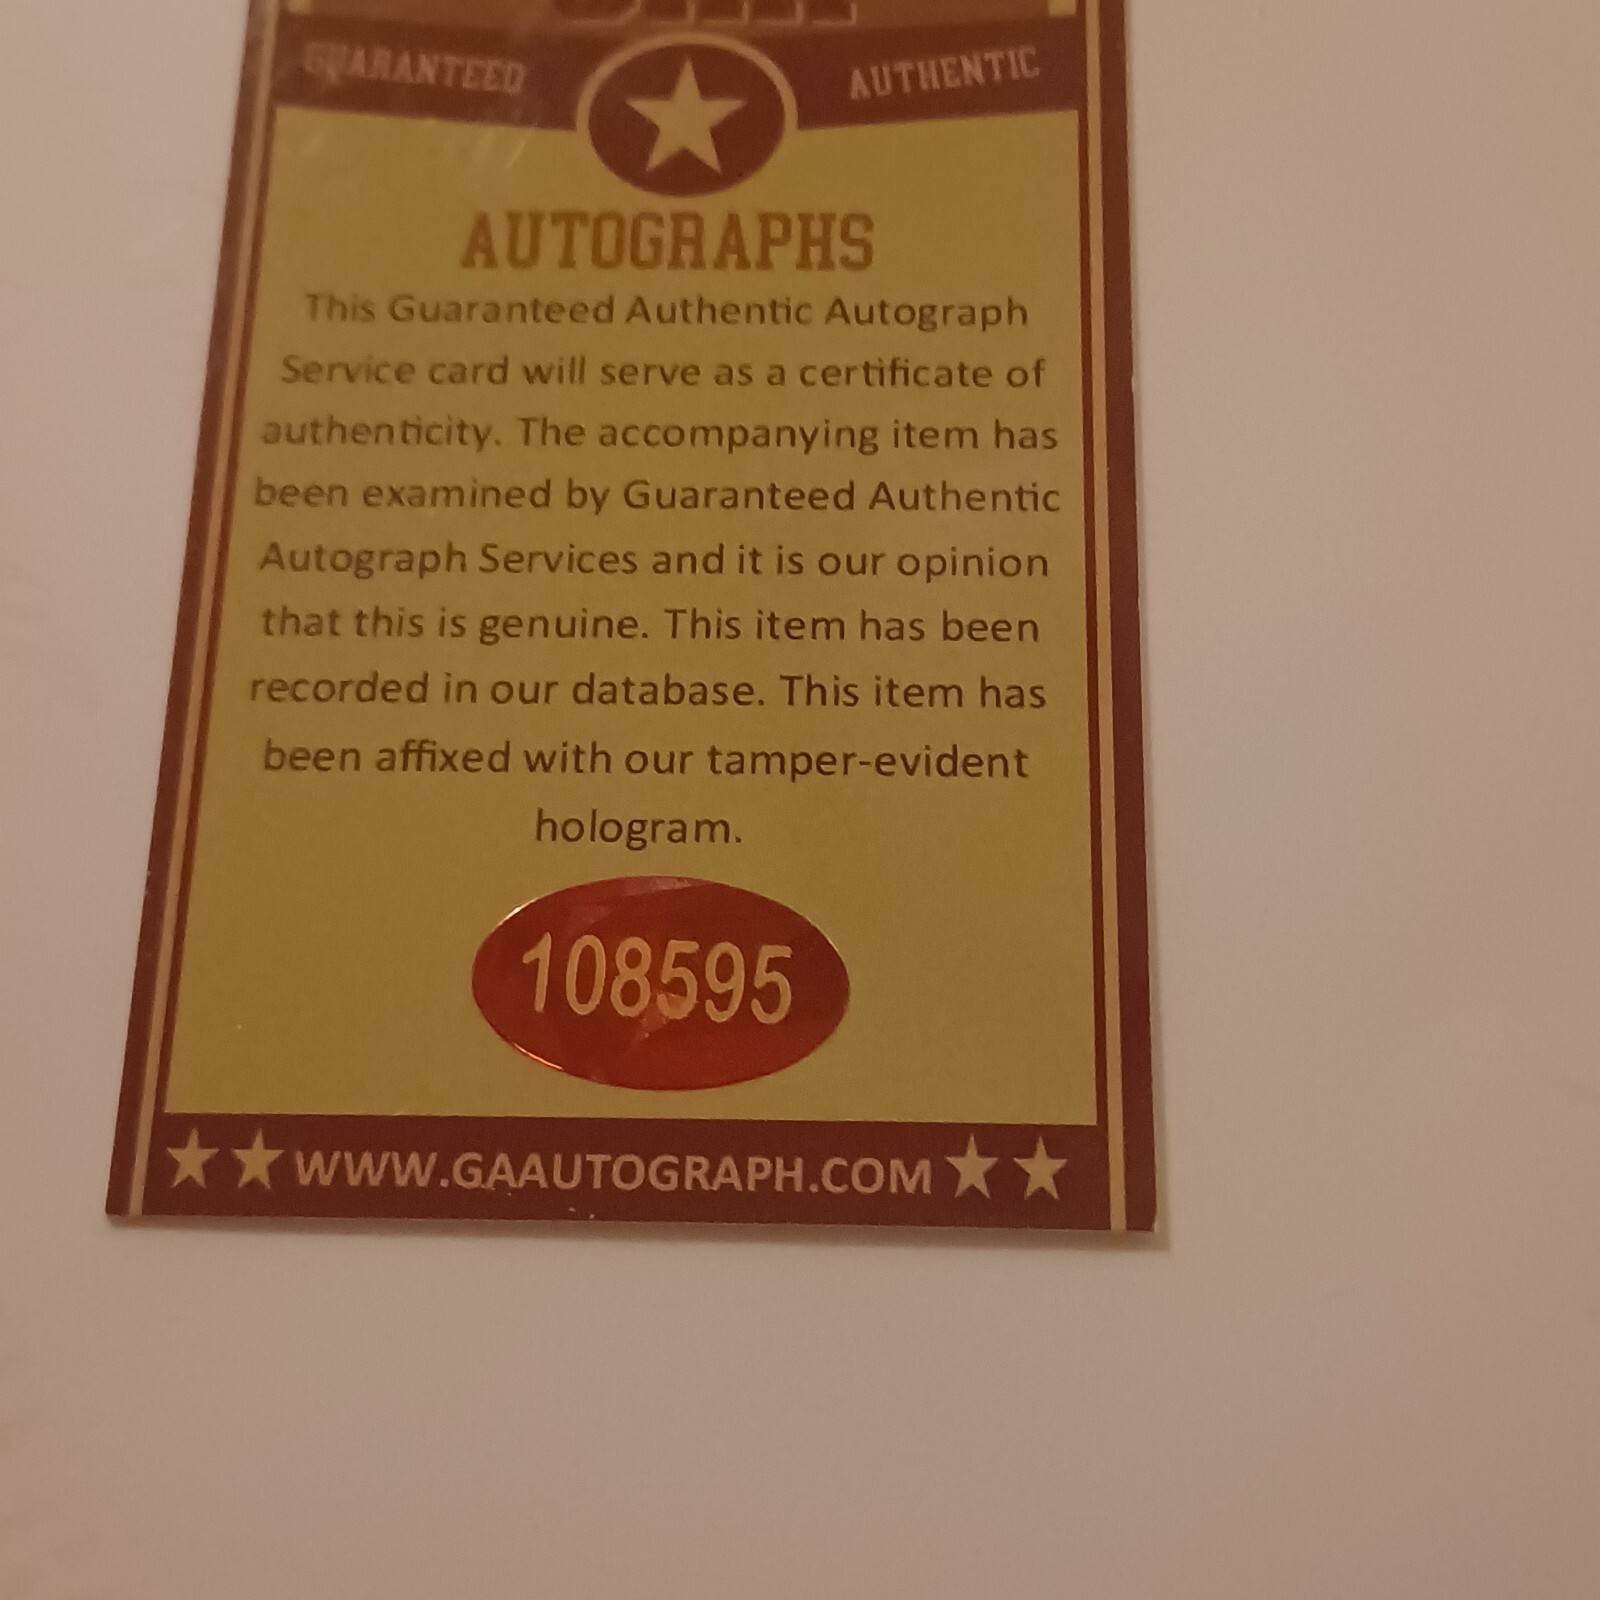 GUARANTEED AUTHENTIC
AUTOGRAPHS
This Guaranteed Authentic Autograph
Service card will serve as a certificate of
authenticity. The accompanying item has
been examined by Guaranteed Authentic
Autograph Services and it is our opinion
that this is genuine. This item has been
recorded in our database. This item has
been affixed with our tamper-evident
hologram.
108595
WWW.GAAUTOGRAPH.COM